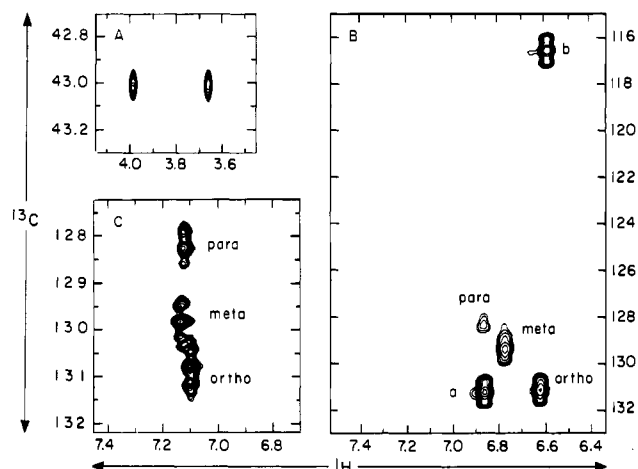 A
42.8
43.0
43.2
4.0
3.8
3.6
13C
C
128
129
130
131
132
para
meta
ortho
7.4
7.2
7.0
6.8
B
b
116
118
120
122
124
126
128
130
132
para
meta
a
ortho
7.4
7.2
7.0
6.8
6.6
6.4
1H